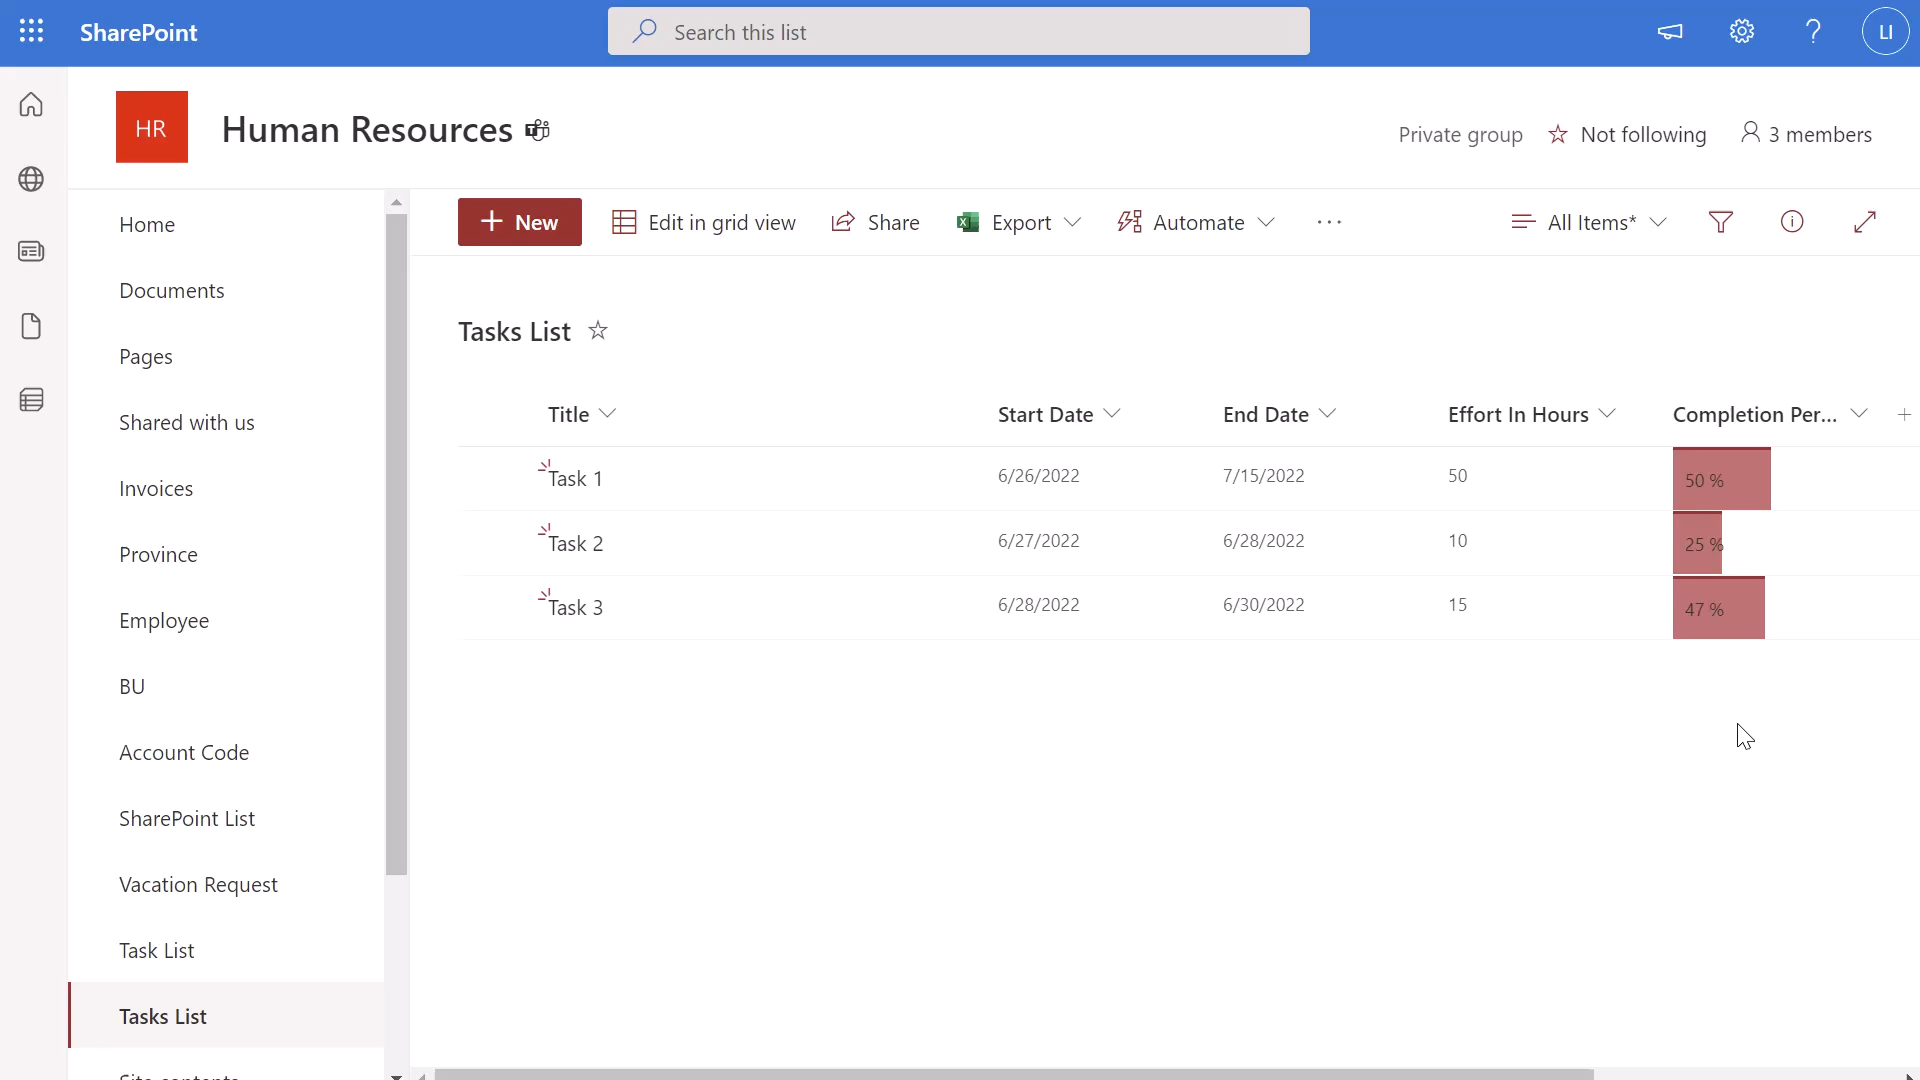 SharePoint
Search this list
LI
HR
Human Resources
Private group
Not following
3 members
Home
Documents
Pages
Shared with us
Invoices
Province
Employee
BU
Account Code
SharePoint List
Vacation Request
Task List
Tasks List
Site contents
New
Edit in grid view
Share
Export
Automate
All Items*
Tasks List
Title Start Date End Date Effort In Hours Completion Per...
Task 1 6/26/2022 7/15/2022 50 50 %
Task 2 6/27/2022 6/28/2022 10 25 %
Task 3 6/28/2022 6/30/2022 15 47 %